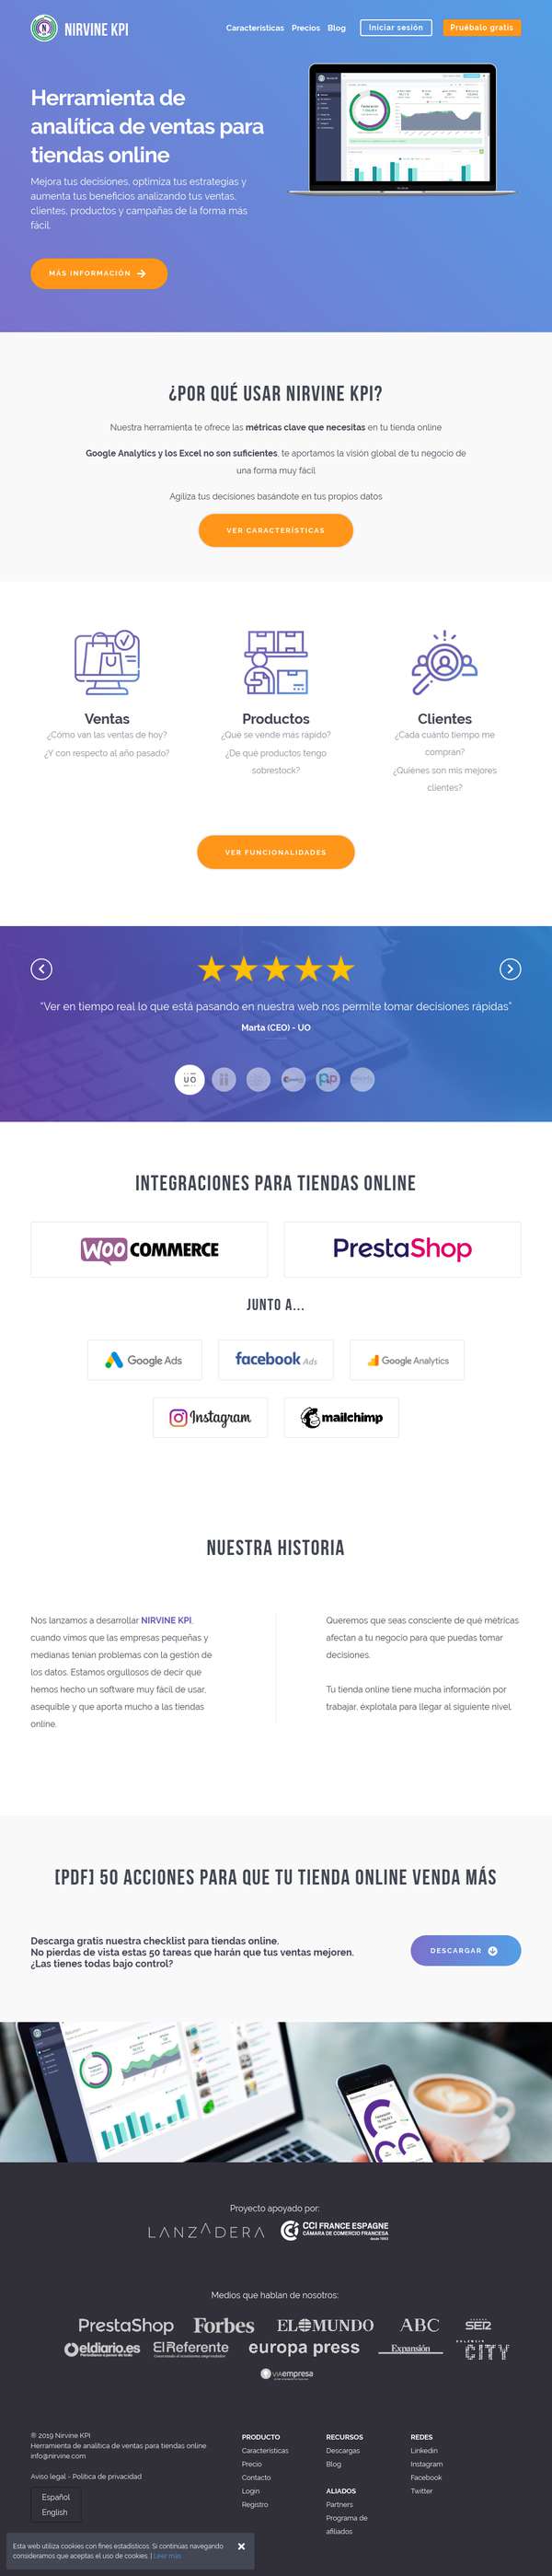 NIRVINE KPI
Características Precios Blog Iniciar sesión Pruébalo gratis
Herramienta de
analítica de ventas para
tiendas online
Mejora tus decisiones, optimiza tus estrategias y
aumenta tus beneficios analizando tus ventas,
clientes, productos y campañas de la forma más
fácil.
MÁS INFORMACIÓN
¿POR QUÉ USAR NIRVINE KPI?
Nuestra herramienta te ofrece las métricas clave que necesitas en tu tienda online
Google Analytics y los Excel no son suficientes, te aportamos la visión global de tu negocio de
una forma muy fácil
Agiliza tus decisiones basándote en tus propios datos
VER CARACTERÍSTICAS
Ventas
¿Cómo van las ventas de hoy?
¿Y con respecto al año pasado?
Productos
¿Qué se vende más rápido?
¿De qué productos tengo
sobrestock?
Clientes
¿Cada cuánto tiempo me
compran?
¿Quiénes son mis mejores
clientes?
VER FUNCIONALIDADES
“Ver en tiempo real lo que está pasando en nuestra web nos permite tomar decisiones rápidas”
Marta (CEO) - UO
UO
INTEGRACIONES PARA TIENDAS ONLINE
WOO COMMERCE
PrestaShop
JUNTO A...
Google Ads
facebook Ads
Google Analytics
Instagram
mailchimp
NUESTRA HISTORIA
Nos lanzamos a desarrollar NIRVINE KPI,
cuando vimos que las empresas pequeñas y
medianas tenían problemas con la gestión de
los datos. Estamos orgullosos de decir que
hemos hecho un software muy fácil de usar,
asequible y que aporta mucho a las tiendas
online.
Queremos que seas consciente de qué métricas
afectan a tu negocio para que puedas tomar
decisiones.
Tu tienda online tiene mucha información por
trabajar, explótala para llegar al siguiente nivel.
[PDF] 50 ACCIONES PARA QUE TU TIENDA ONLINE VENDA MÁS
Descarga gratis nuestra checklist para tiendas online.
No pierdas de vista estas 50 tareas que harán que tus ventas mejoren.
¿Las tienes todas bajo control?
DESCARGAR
Proyecto apoyado por:
LANZADERA
CCI FRANCE ESPAGNE
CÁMARA DE COMERCIO FRANCESA
Medios que hablan de nosotros:
PrestaShop Forbes EL MUNDO ABC SER
eldiario.es ElReferente europa press Expansión CITY
viaempresa
® 2019 Nirvine KPI
Herramienta de analítica de ventas para tiendas online
info@nirvine.com
Aviso legal - Política de privacidad
Español
English
PRODUCTO
Características
Precio
Contacto
Login
Registro
RECURSOS
Descargas
Blog
ALIADOS
Partners
Programa de
afiliados
REDES
Linkedin
Instagram
Facebook
Twitter
Esta web utiliza cookies con fines estadísticos. Si continúas navegando
consideramos que aceptas el uso de cookies. | Leer más